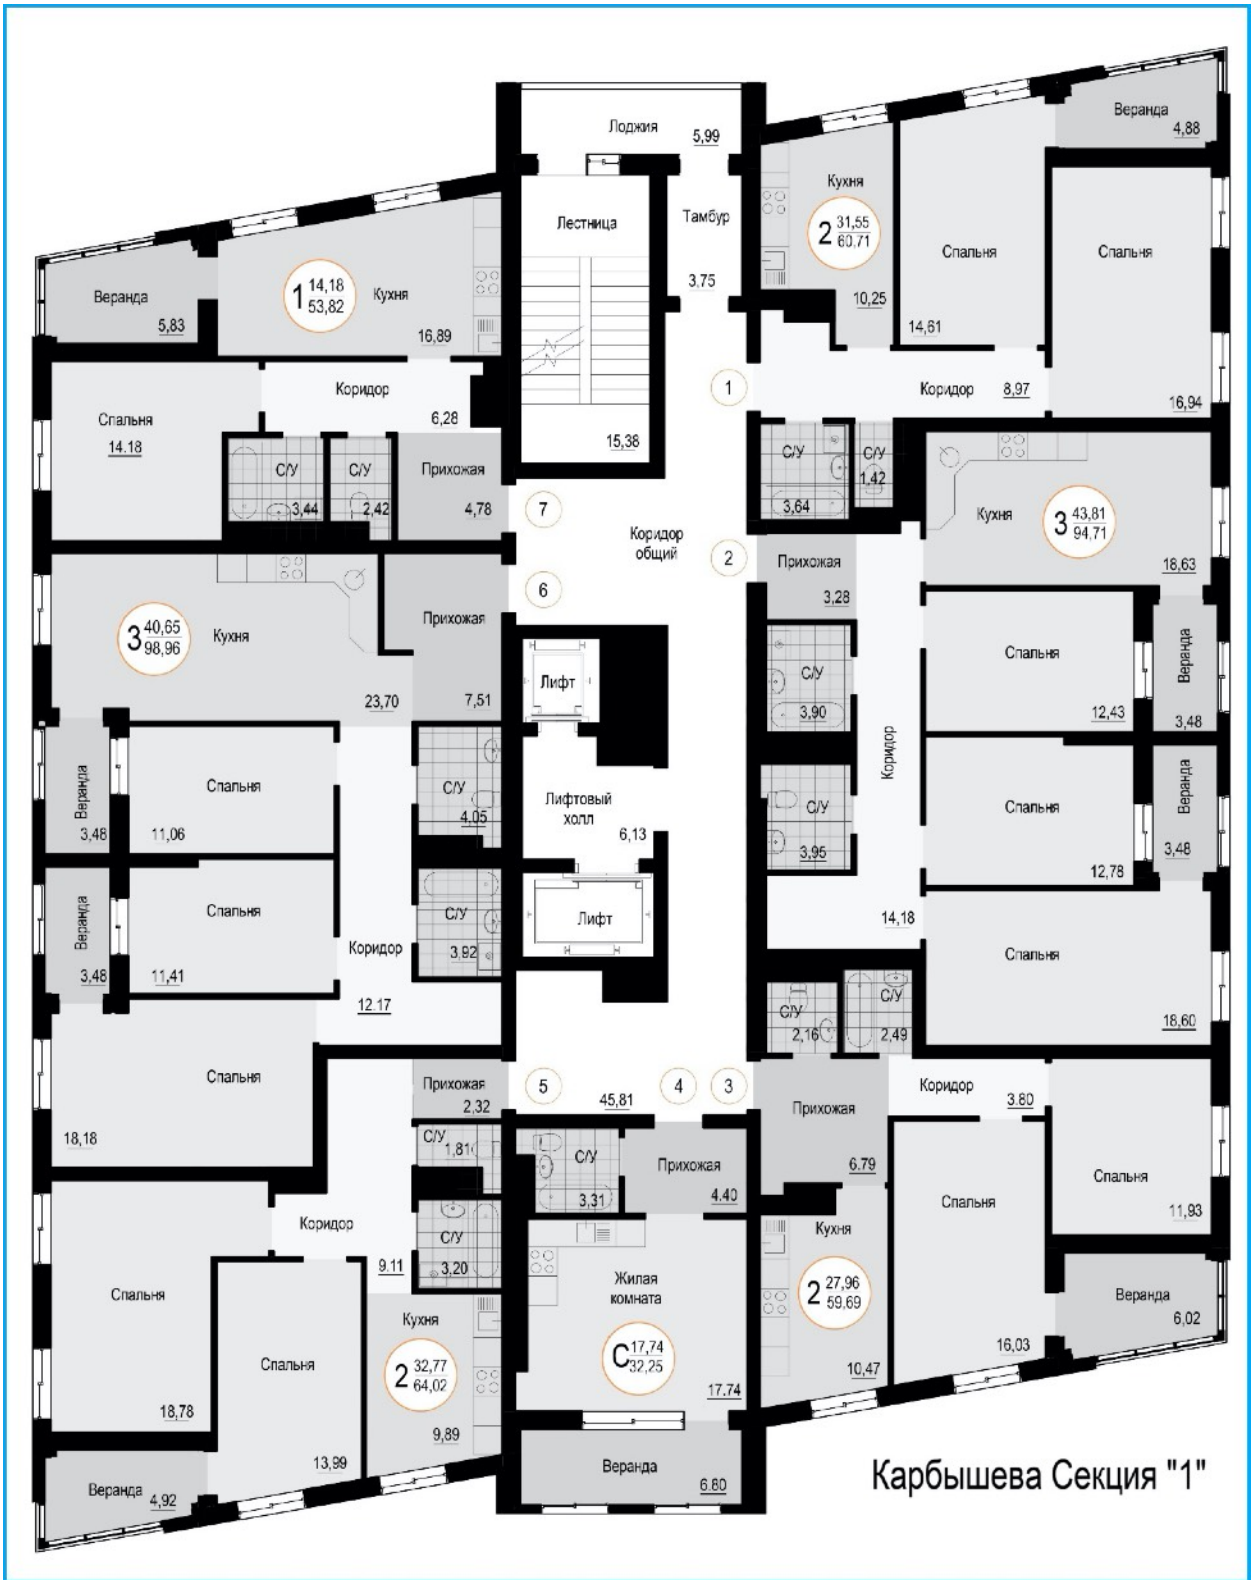 Лоджия
5,99
Лестница
15,38
Тамбур
3,75
Веранда
4,88
Кухня
2 31,55
60,71
10,25
Спальня
14,61
Спальня
16,94
Коридор
8,97
1
С/У
3,64
С/У
1,42
Веранда
5,83
1 14,18
53,82
Кухня
16,89
Спальня
14.18
Коридор
6,28
С/У
3,44
С/У
2,42
Прихожая
4,78
7
Коридор
общий
2
6
Прихожая
3,28
Кухня
3 43,81
94,71
18,63
Спальня
12,43
Веранда
3,48
С/У
3,90
Коридор
С/У
3,95
14,18
Спальня
12,78
Веранда
3,48
Спальня
18,60
3 40,65
98,96
Кухня
23,70
Прихожая
7,51
Лифт
Лифтовый
холл
6,13
Лифт
Веранда
3,48
Спальня
11,06
С/У
4,05
Веранда
3,48
Спальня
11,41
Коридор
12.17
С/У
3,92
Спальня
18,18
5
45,81
4
3
С/У
2,16
С/У
2,49
Прихожая
6.79
Коридор
3.80
Спальня
11,93
Спальня
16,03
Кухня
2 27,96
59,69
10,47
Веранда
6,02
Прихожая
2,32
С/У
1,81
С/У
3,20
Коридор
9.11
Спальня
18,78
Спальня
13,99
Кухня
2 32,77
64,02
9,89
Веранда
4,92
С/У
3,31
Прихожая
4.40
Жилая
комната
С 17,74
32,25
17.74
Веранда
6.80
Карбышева Секция "1"